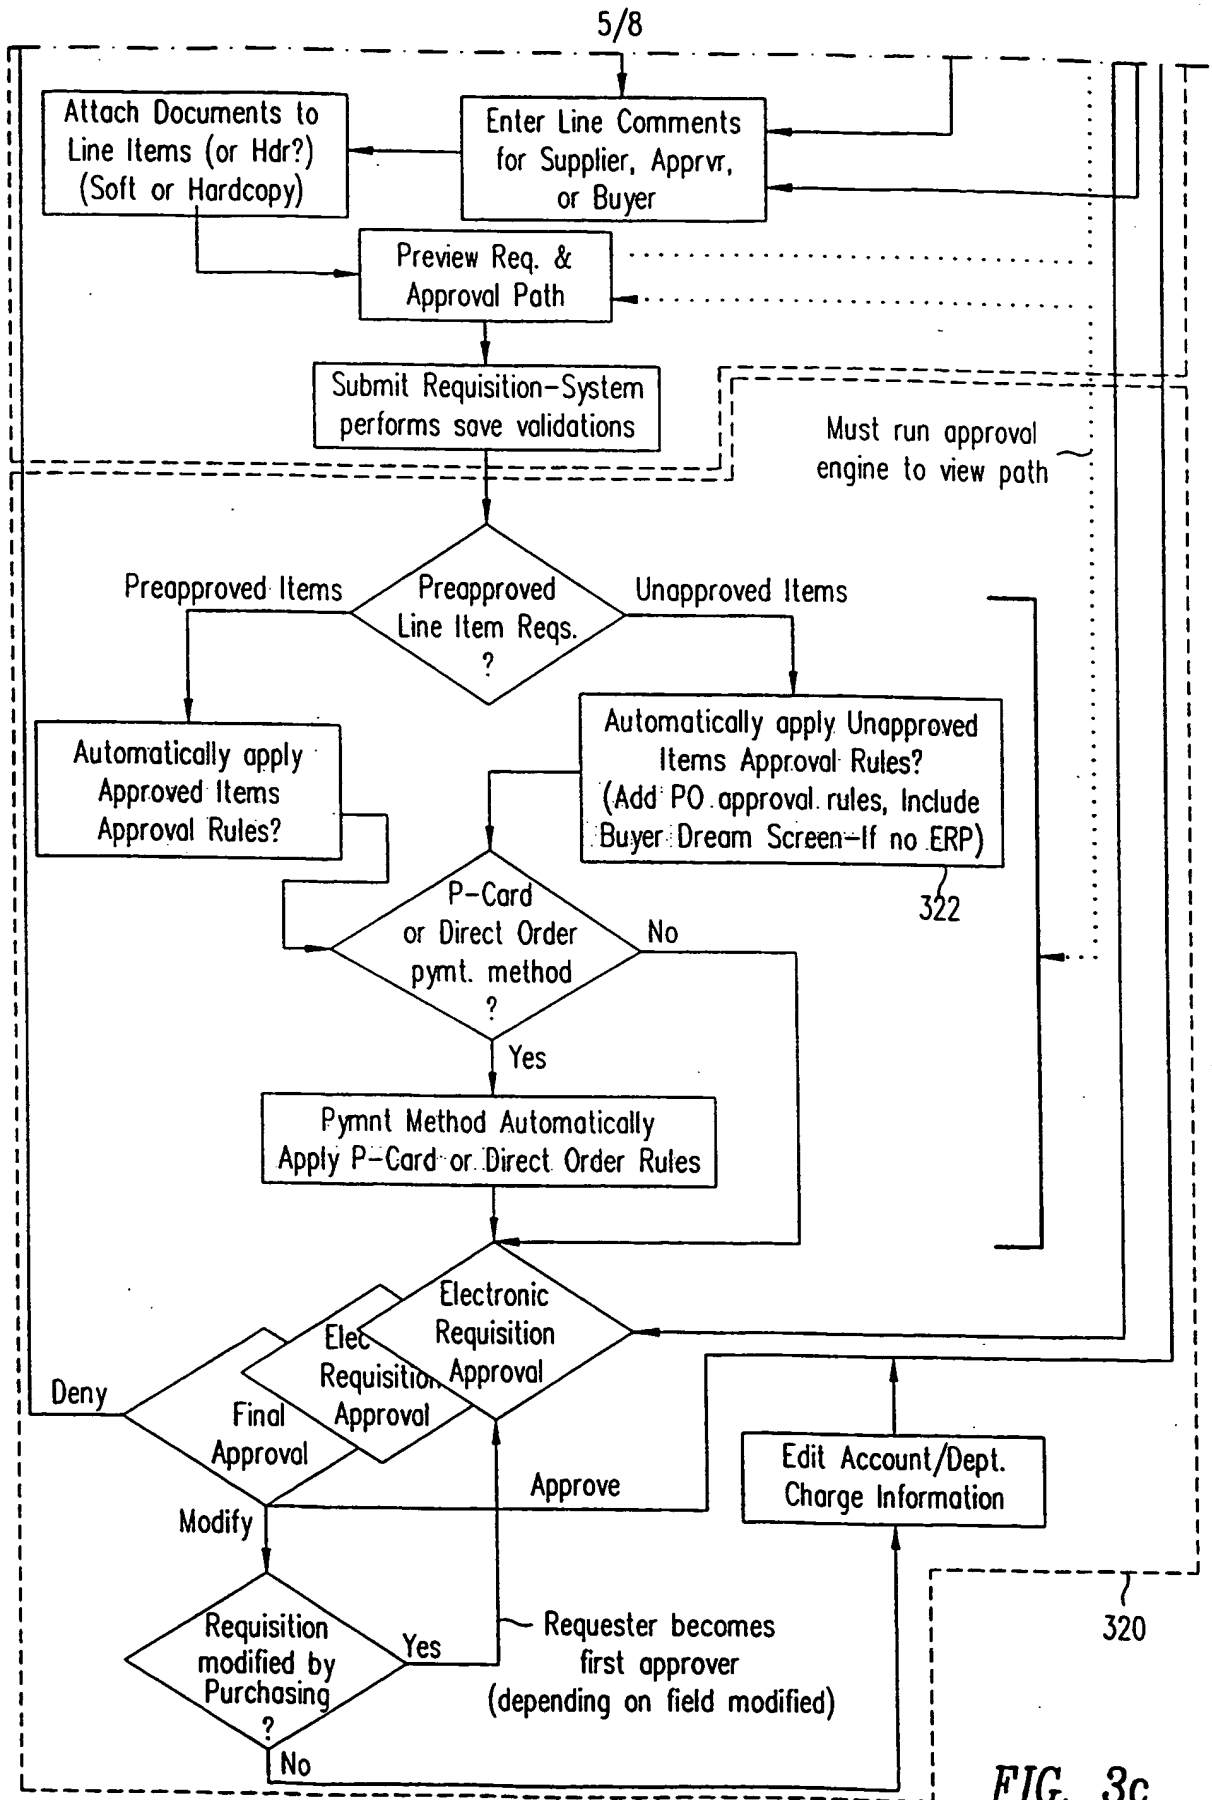 5/8
Attach Documents to
Line Items (or Hdr?)
(Soft or Hardcopy)
Enter Line Comments
for Supplier, Apprvr,
or Buyer
Preview Req. &
Approval Path
Submit Requisition-System
performs save validations
Must run approval
engine to view path
Preapproved Items
Preapproved
Line Item Reqs.
?
Unapproved Items
Automatically apply
Approved Items
Approval Rules?
Automatically apply Unapproved
Items Approval Rules?
(Add PO approval rules, Include
Buyer Dream Screen-If no ERP)
322
P-Card
or Direct Order
pymt. method
?
No
Yes
Pymnt Method Automatically
Apply P-Card or Direct Order Rules
Electronic
Requisition
Approval
Elec
Requisition
Approval
Final
Approval
Deny
Approve
Modify
Edit Account/Dept.
Charge Information
Requisition
modified by
Purchasing
?
Yes
No
Requester becomes
first approver
(depending on field modified)
320
FIG. 3c